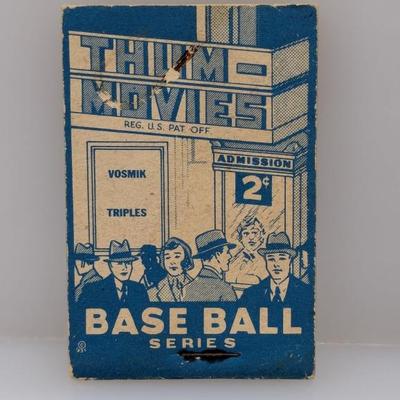 THUM-
MOVIES
REG. U.S. PAT. OFF.
ADMISSION
2¢
VOSMIK
TRIPLES
BASE BALL
SERIES